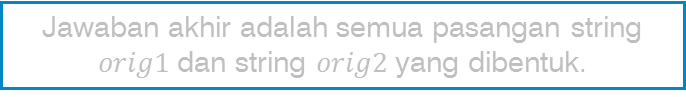 Jawaban akhir adalah semua pasangan string
orig1 dan string orig2 yang dibentuk.